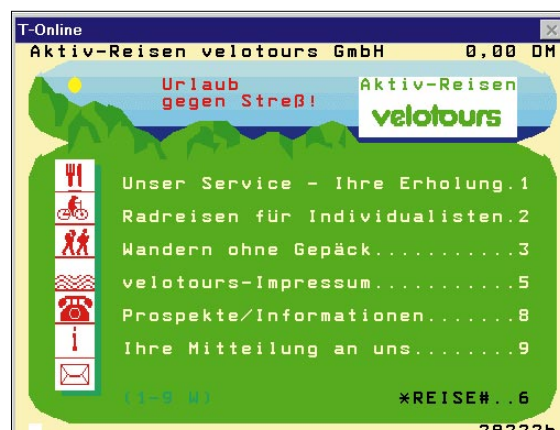 T-Online
Aktiv-Reisen velotours GmbH 0,00 DM
Urlaub
gegen Streß!
Aktiv-Reisen
velotours
Unser Service - Ihre Erholung.1
Radreisen für Individualisten.2
Wandern ohne Gepäck...........3
velotours-Impressum...........5
Prospekte/Informationen.......8
Ihre Mitteilung an uns........9
(1-9 W) *REISE#..6